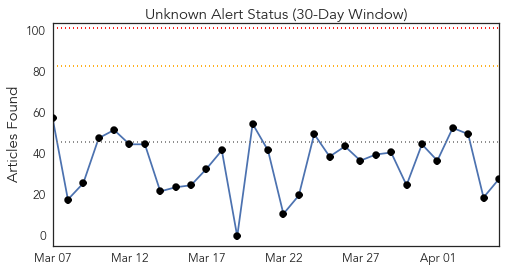 Unknown Alert Status (30-Day Window)
Articles Found
100
80
60
40
20
0
Mar 07 Mar 12 Mar 17 Mar 22 Mar 27 Apr 01